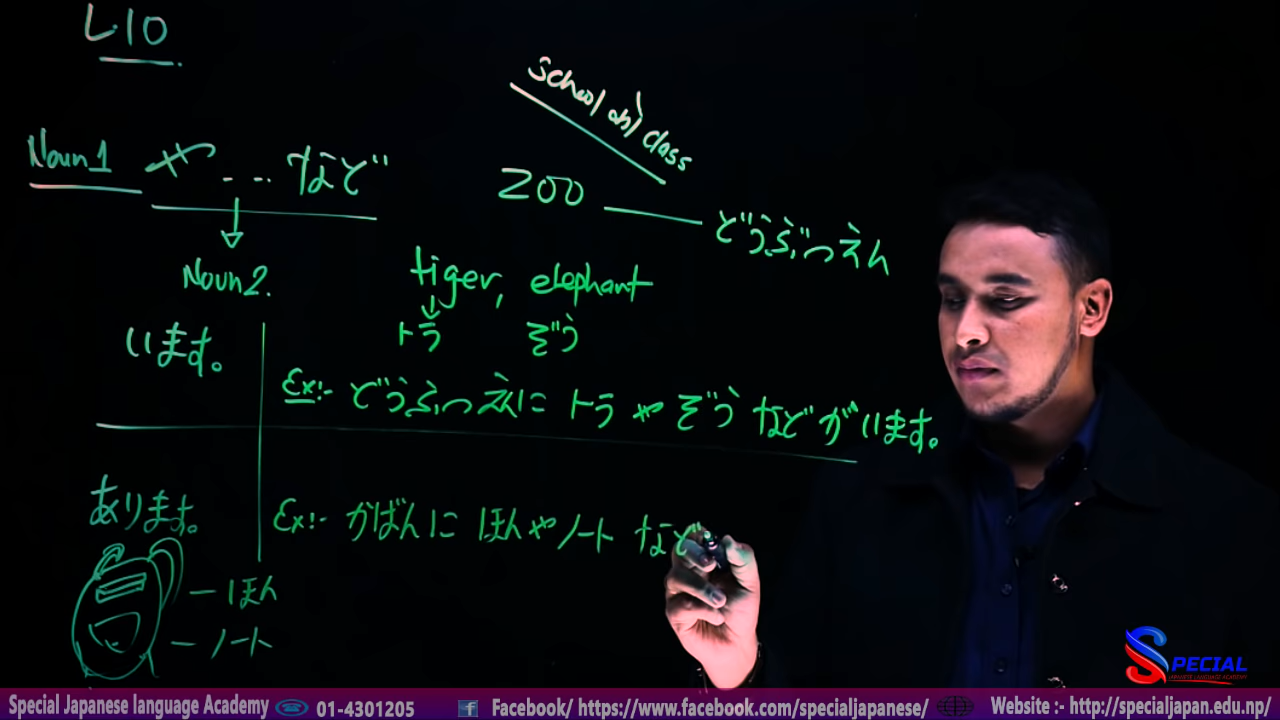 L10
School ko class
Noun1 や .. .. など
Zoo — どうぶつえん
Noun2.
tiger, elephant
トラ ぞう
います。
Ex:- どうぶつえんに トラ や ぞう などが います。
あります。
Ex:- かばんに ほんや ノート など
— ほん
— ノート
SPECIAL
JAPANESE LANGUAGE ACADEMY
Special Japanese language Academy 01-4301205 Facebook/ https://www.facebook.com/specialjapanese/ Website :- http://specialjapan.edu.np/